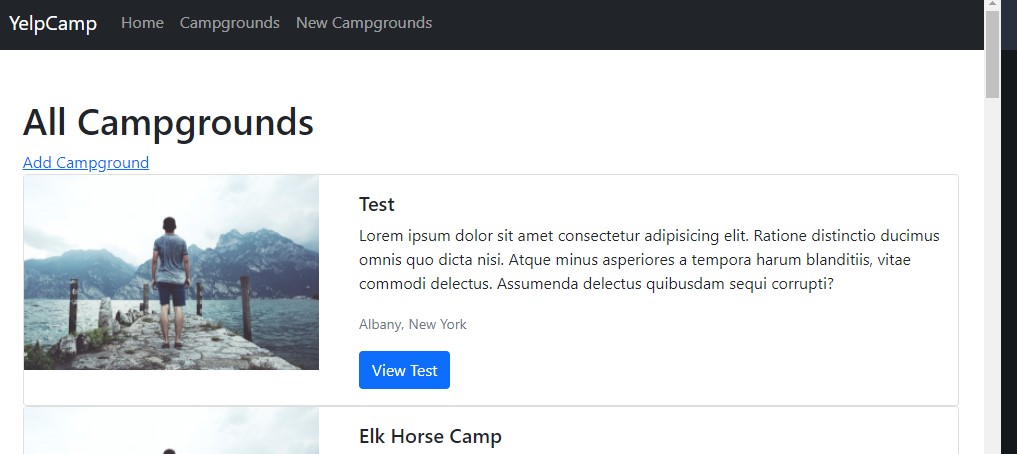 YelpCamp Home Campgrounds New Campgrounds
All Campgrounds
Add Campground
Test
Lorem ipsum dolor sit amet consectetur adipisicing elit. Ratione distinctio ducimus
omnis quo dicta nisi. Atque minus asperiores a tempora harum blanditiis, vitae
commodi delectus. Assumenda delectus quibusdam sequi corrupti?
Albany, New York
View Test
Elk Horse Camp